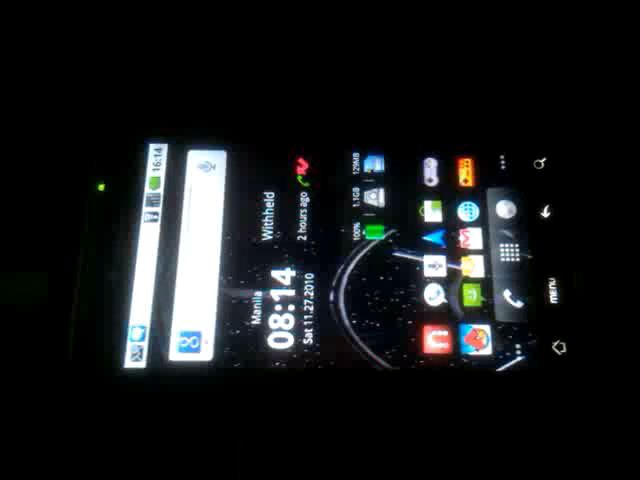 16:14
Manila
08:14
Sat 11.27.2010
Withheld
2 hours ago
100%
1.1GB
129MB
menu